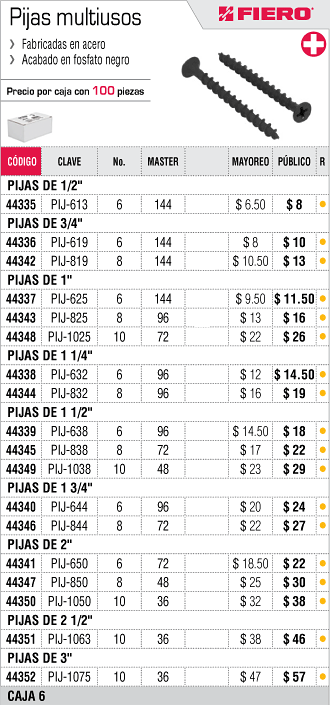 Pijas multiusos
FIERO®
› Fabricadas en acero
› Acabado en fosfato negro
Precio por caja con 100 piezas
CÓDIGO CLAVE No. MASTER MAYOREO PÚBLICO R
PIJAS DE 1/2"
44335 PIJ-613 6 144 $ 6.50 $ 8
PIJAS DE 3/4"
44336 PIJ-619 6 144 $ 8 $ 10
44342 PIJ-819 8 144 $ 10.50 $ 13
PIJAS DE 1"
44337 PIJ-625 6 144 $ 9.50 $ 11.50
44343 PIJ-825 8 96 $ 13 $ 16
44348 PIJ-1025 10 72 $ 22 $ 26
PIJAS DE 1 1/4"
44338 PIJ-632 6 96 $ 12 $ 14.50
44344 PIJ-832 8 96 $ 16 $ 19
PIJAS DE 1 1/2"
44339 PIJ-638 6 96 $ 14.50 $ 18
44345 PIJ-838 8 72 $ 17 $ 22
44349 PIJ-1038 10 48 $ 23 $ 29
PIJAS DE 1 3/4"
44340 PIJ-644 6 96 $ 20 $ 24
44346 PIJ-844 8 72 $ 22 $ 27
PIJAS DE 2"
44341 PIJ-650 6 72 $ 18.50 $ 22
44347 PIJ-850 8 48 $ 25 $ 30
44350 PIJ-1050 10 36 $ 32 $ 38
PIJAS DE 2 1/2"
44351 PIJ-1063 10 36 $ 38 $ 46
PIJAS DE 3"
44352 PIJ-1075 10 36 $ 47 $ 57
CAJA 6